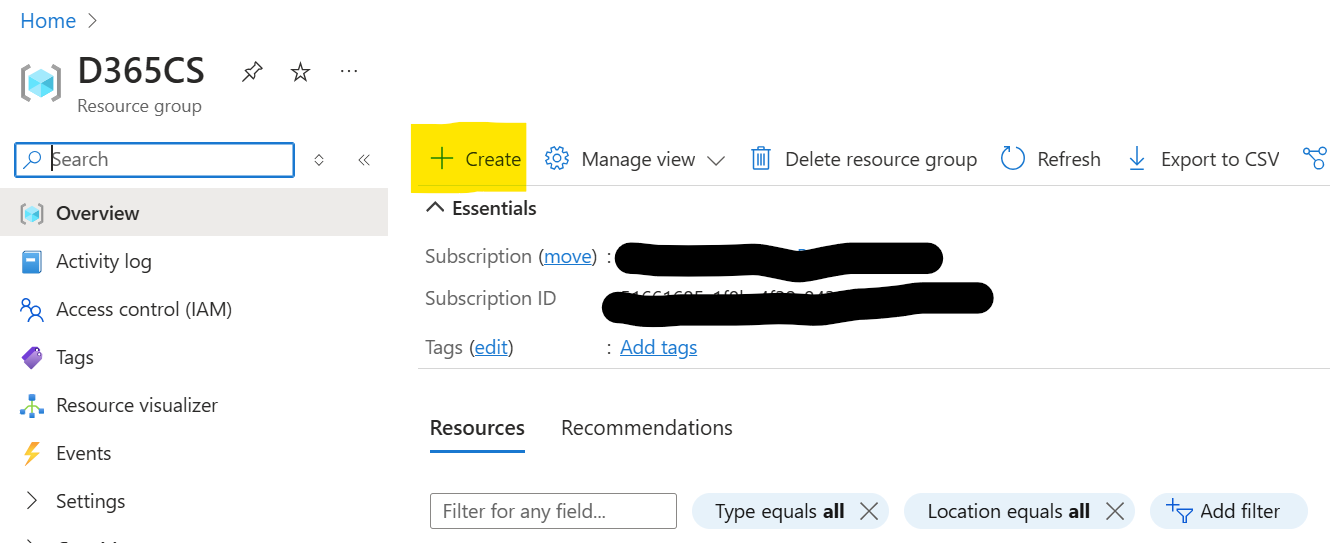 Home
D365CS
Resource group
Search
Create
Manage view
Delete resource group
Refresh
Export to CSV
Overview
Activity log
Access control (IAM)
Tags
Resource visualizer
Events
Settings
Essentials
Subscription (move) :
Subscription ID
Tags (edit) : Add tags
Resources
Recommendations
Filter for any field...
Type equals all
Location equals all
Add filter